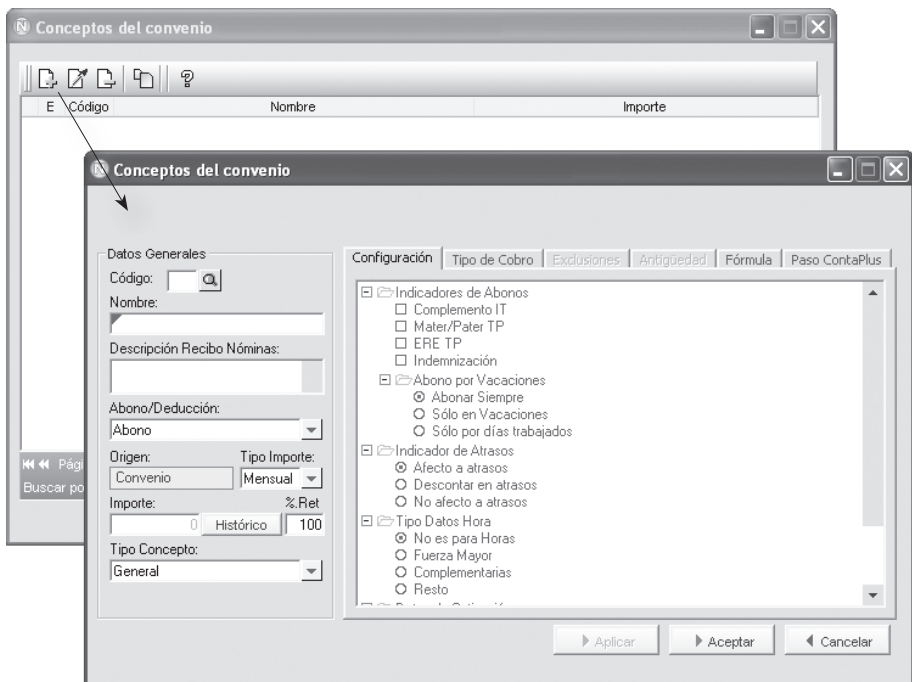 Conceptos del convenio
E Código Nombre Importe
Pági
Buscar po
Conceptos del convenio
Datos Generales
Código:
Nombre:
Descripción Recibo Nóminas:
Abono/Deducción:
Abono
Origen: Tipo Importe:
Convenio Mensual
Importe: %.Ret
0 Histórico 100
Tipo Concepto:
General
Configuración Tipo de Cobro Exclusiones Antigüedad Fórmula Paso ContaPlus
Indicadores de Abonos
Complemento IT
Mater/Pater TP
ERE TP
Indemnización
Abono por Vacaciones
Abonar Siempre
Sólo en Vacaciones
Sólo por días trabajados
Indicador de Atrasos
Afecto a atrasos
Descontar en atrasos
No afecto a atrasos
Tipo Datos Hora
No es para Horas
Fuerza Mayor
Complementarias
Resto
Aplicar Aceptar Cancelar